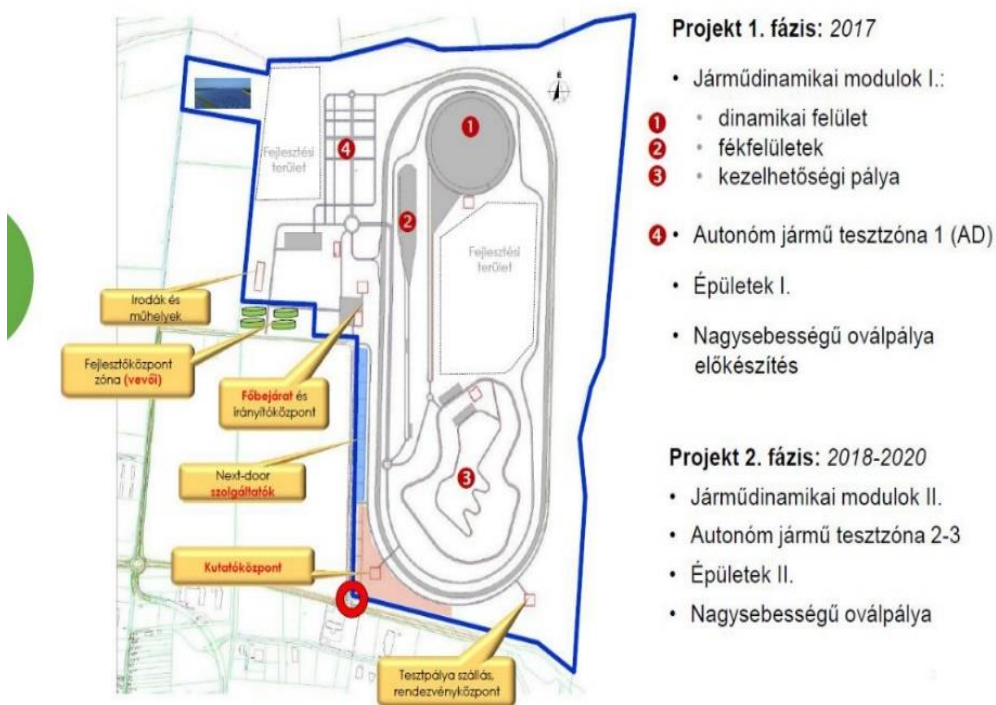 Projekt 1. fázis: 2017
• Járműdinamikai modulok I.:
1 • dinamikai felület
2 • fékfelületek
3 • kezelhetőségi pálya
4 • Autonóm jármű tesztzóna 1 (AD)
• Épületek I.
• Nagysebességű oválpálya
előkészítés
Projekt 2. fázis: 2018-2020
• Járműdinamikai modulok II.
• Autonóm jármű tesztzóna 2-3
• Épületek II.
• Nagysebességű oválpálya
É
1
4
Fejlesztési
terület
2
Fejlesztési
terület
Irodák és
műhelyek
Fejlesztőközpont
zóna (vevői)
Főbejárat és
irányítóközpont
Next-door
szolgáltatók
3
Kutatóközpont
Tesztpálya szállás,
rendezvényközpont